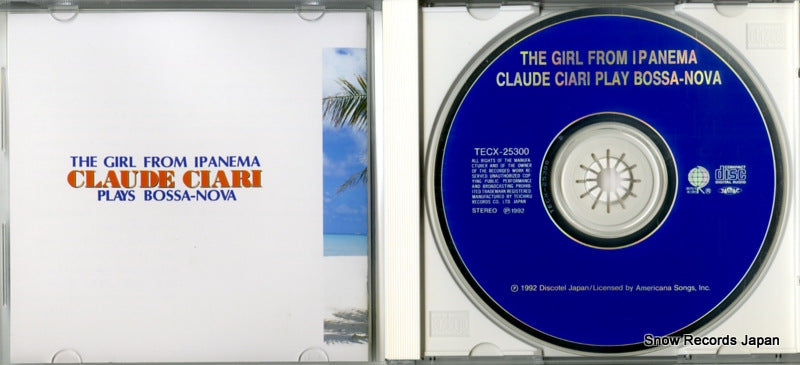 THE GIRL FROM IPANEMA
CLAUDE CIARI
PLAYS BOSSA-NOVA
THE GIRL FROM IPANEMA
CLAUDE CIARI PLAY BOSSA-NOVA
TECX-25300
ALL RIGHTS OF THE MANUFA-
CTURER AND OF THE OWNER
OF THE RECORDED WORK RE-
SERVED UNAUTHORIZED COP-
YING PUBLIC PERFORMANCE
AND BROADCASTING PROHIBI-
TED TRADEMARK REGISTERED
MANUFACTURED BY TEICHIKU
RECORDS CO. LTD. JAPAN
STEREO Ⓟ1992
COMPACT
disc
DIGITAL AUDIO
Ⓟ 1992 Discotel Japan/Licensed by Americana Songs, Inc.
Snow Records Japan